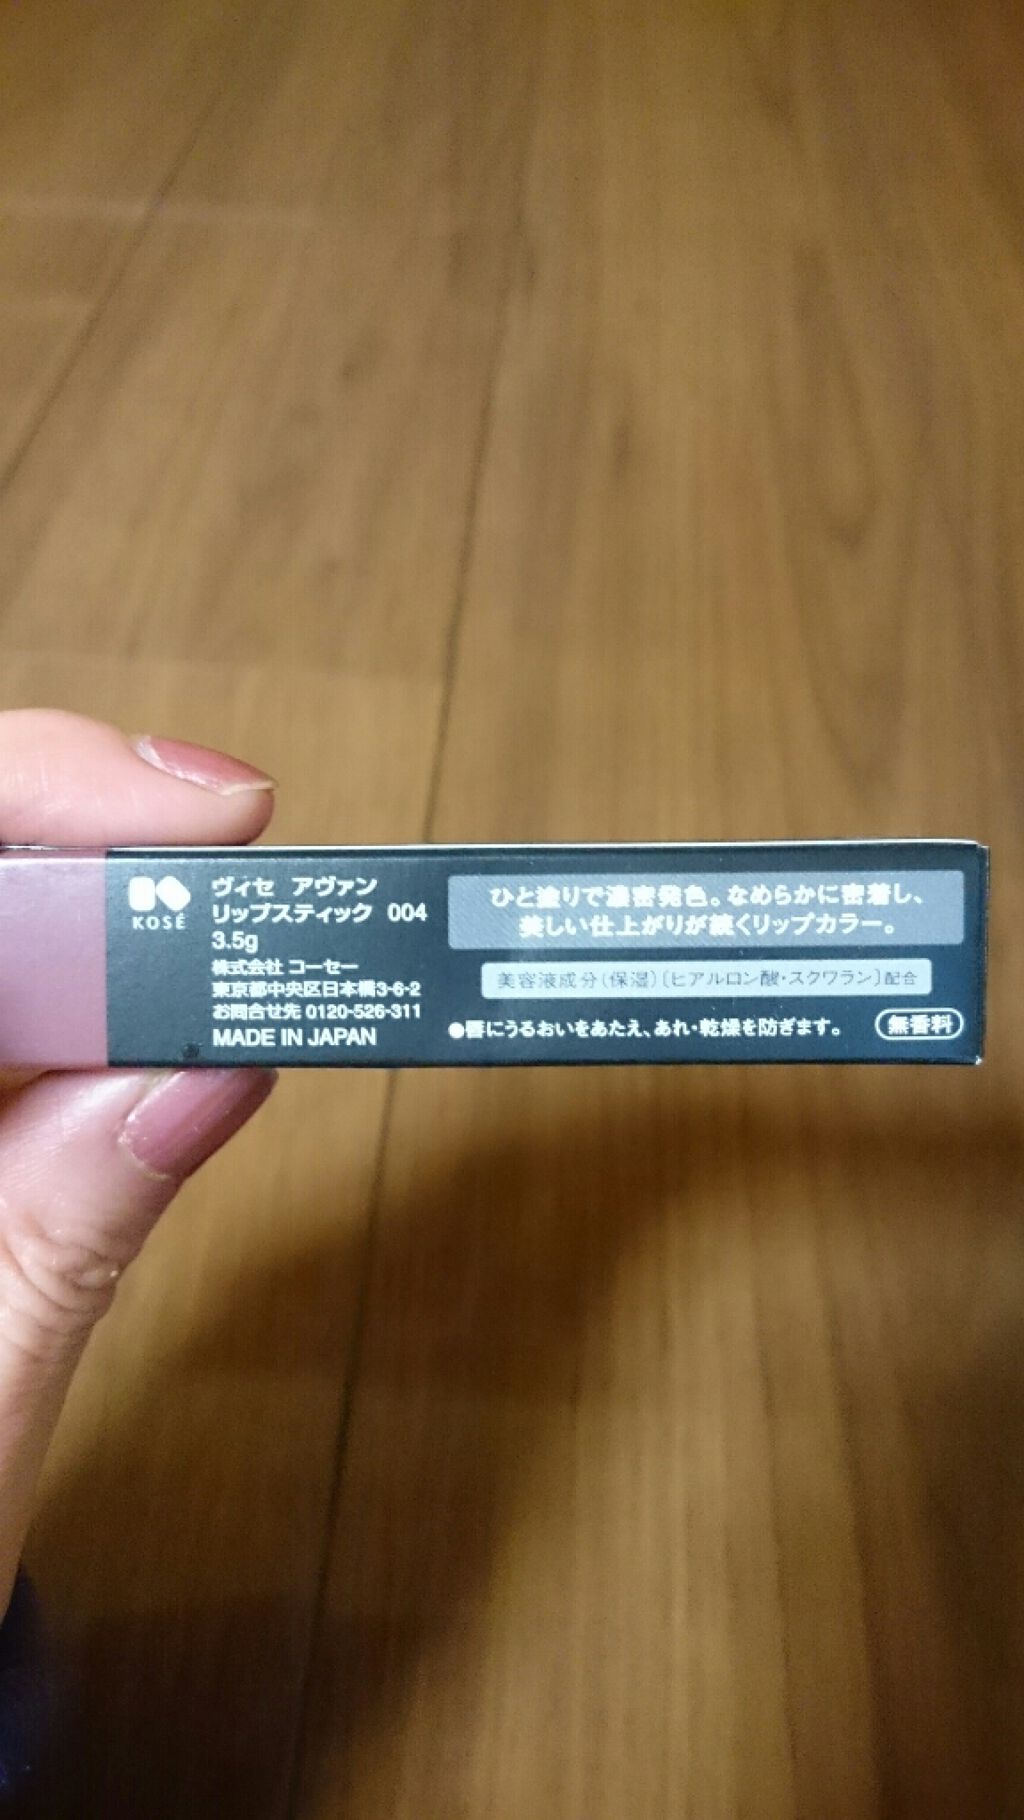 KOSÉ
ヴィセ アヴァン
リップスティック 004
3.5g
株式会社 コーセー
東京都中央区日本橋3-6-2
お問合せ先 0120-526-311
MADE IN JAPAN
ひと塗りで濃密発色。なめらかに密着し、
美しい仕上がりが続くリップカラー。
美容液成分(保湿)〔ヒアルロン酸・スクワラン〕配合
●唇にうるおいをあたえ、あれ・乾燥を防ぎます。
無香料